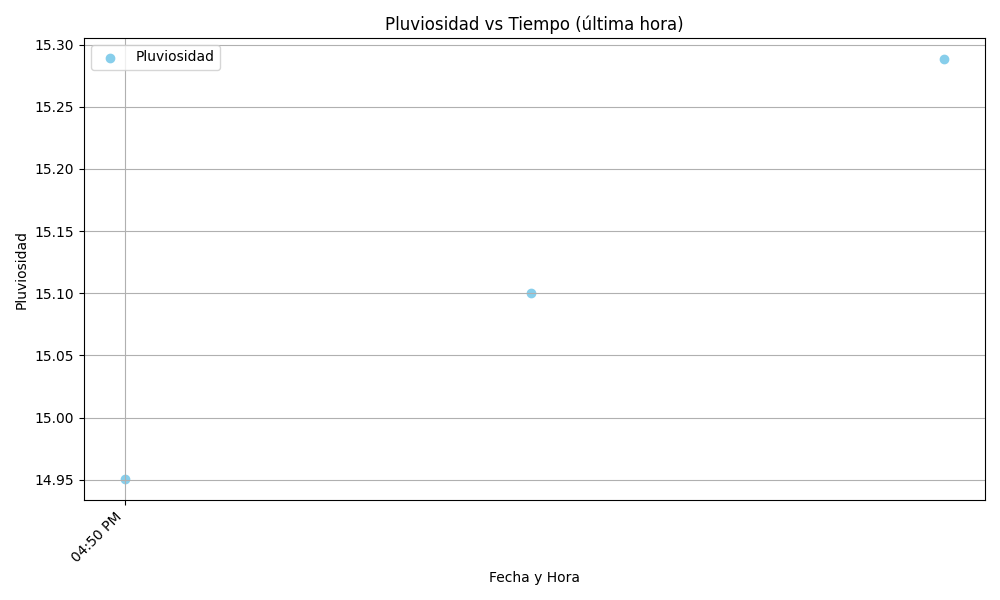 Pluviosidad vs Tiempo (última hora)
Pluviosidad
15.30
15.25
15.20
15.15
15.10
15.05
15.00
14.95
Pluviosidad
04:50 PM
Fecha y Hora